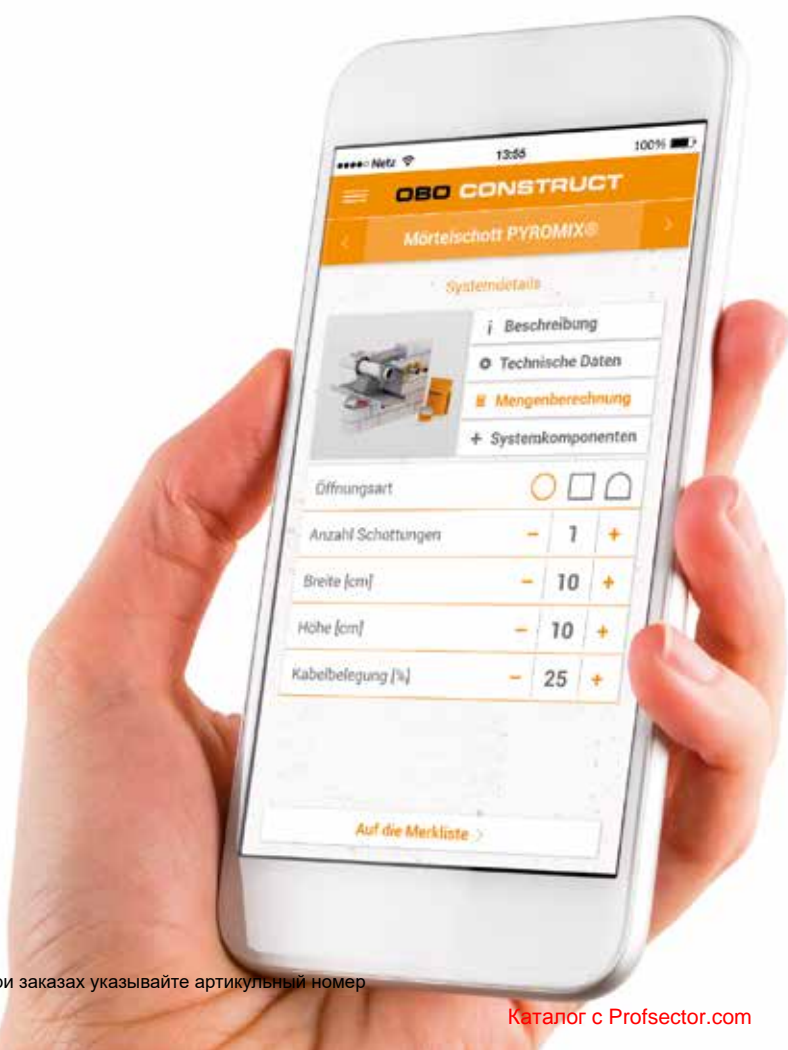 Netz 13:55 100%
OBO CONSTRUCT
Mörtelschott PYROMIX®
Systemdetails
i Beschreibung
Technische Daten
Mengenberechnung
+ Systemkomponenten
Öffnungsart
Anzahl Schottungen - 1 +
Breite [cm] - 10 +
Höhe [cm] - 10 +
Kabelbelegung [%] - 25 +
Auf die Merkliste >
ри заказах указывайте артикульный номер
Каталог с Profsector.com